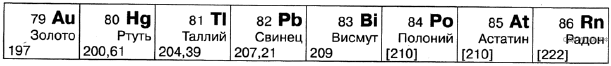 79 Au 80 Hg 81 Tl 82 Pb 83 Bi 84 Po 85 At 86 Rn
Золото Ртуть Таллий Свинец Висмут Полоний Астатин Радон
197 200,61 204,39 207,21 209 [210] [210] [222]